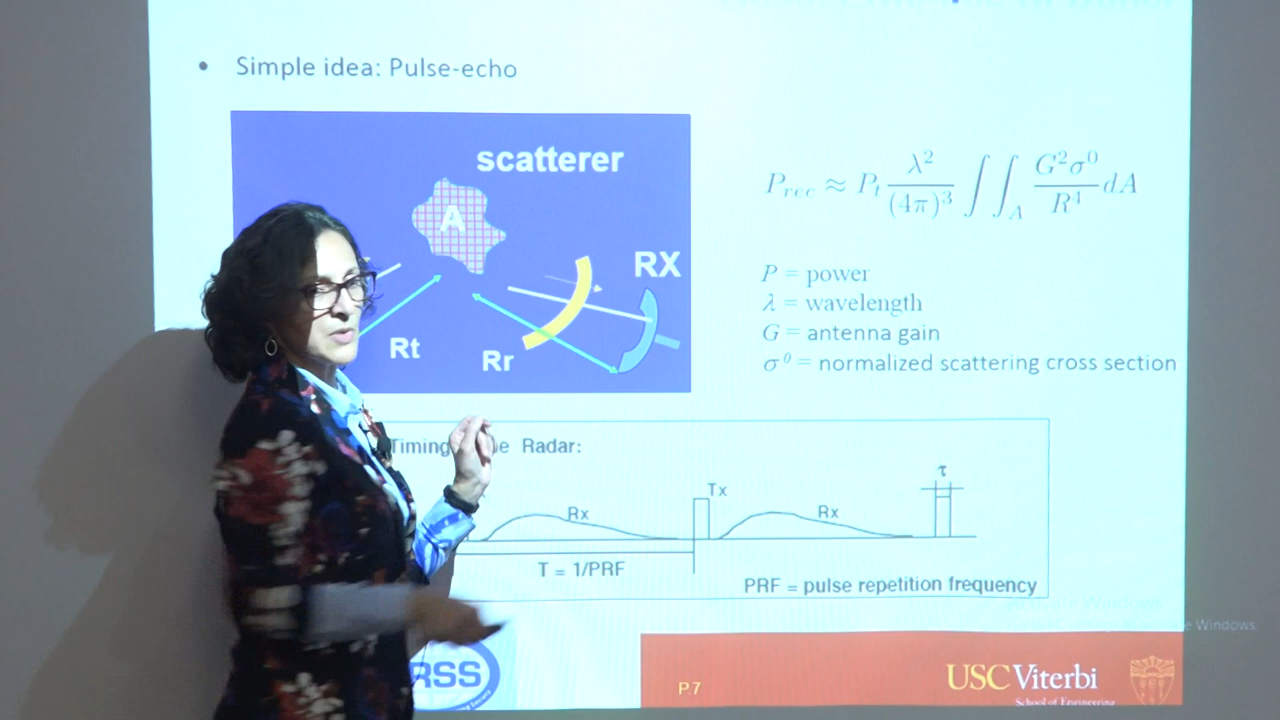 • Simple idea: Pulse-echo
scatterer
A
RX
Rt
Rr
P_rec ≈ P_t λ²/(4π)³ ∫∫_A G²σ⁰/R⁴ dA
P = power
λ = wavelength
G = antenna gain
σ⁰ = normalized scattering cross section
Timing Radar:
τ
Tx
Rx
Rx
T = 1/PRF
PRF = pulse repetition frequency
Activate Windows
e Windows.
RSS
P.7
USC Viterbi
School of Engineering